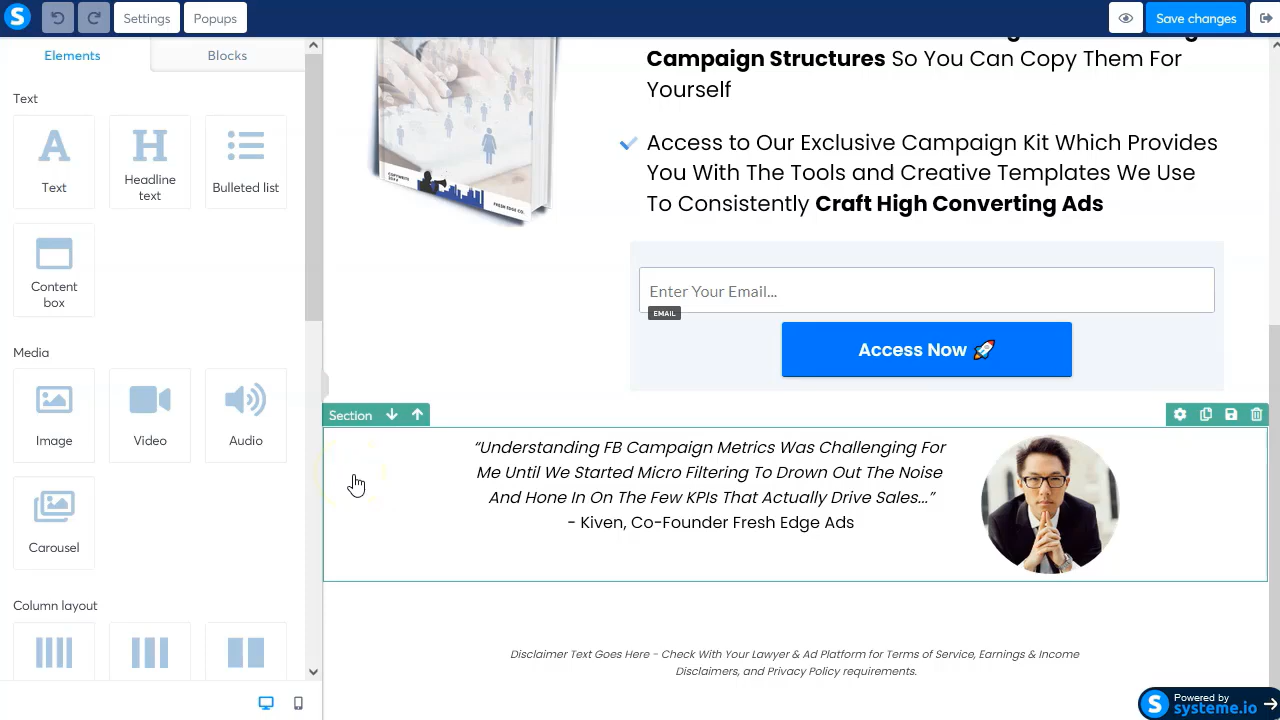 Settings
Popups
Save changes
Elements
Blocks
Text
Text
Headline
text
Bulleted list
Content
box
Media
Image
Video
Audio
Carousel
Column layout
Campaign Structures So You Can Copy Them For
Yourself
Access to Our Exclusive Campaign Kit Which Provides
You With The Tools and Creative Templates We Use
To Consistently Craft High Converting Ads
Enter Your Email...
EMAIL
Access Now 🚀
Section
“Understanding FB Campaign Metrics Was Challenging For
Me Until We Started Micro Filtering To Drown Out The Noise
And Hone In On The Few KPIs That Actually Drive Sales...”
- Kiven, Co-Founder Fresh Edge Ads
Disclaimer Text Goes Here - Check With Your Lawyer & Ad Platform for Terms of Service, Earnings & Income
Disclaimers, and Privacy Policy requirements.
Powered by
systeme.io
FRESH EDGE CO.